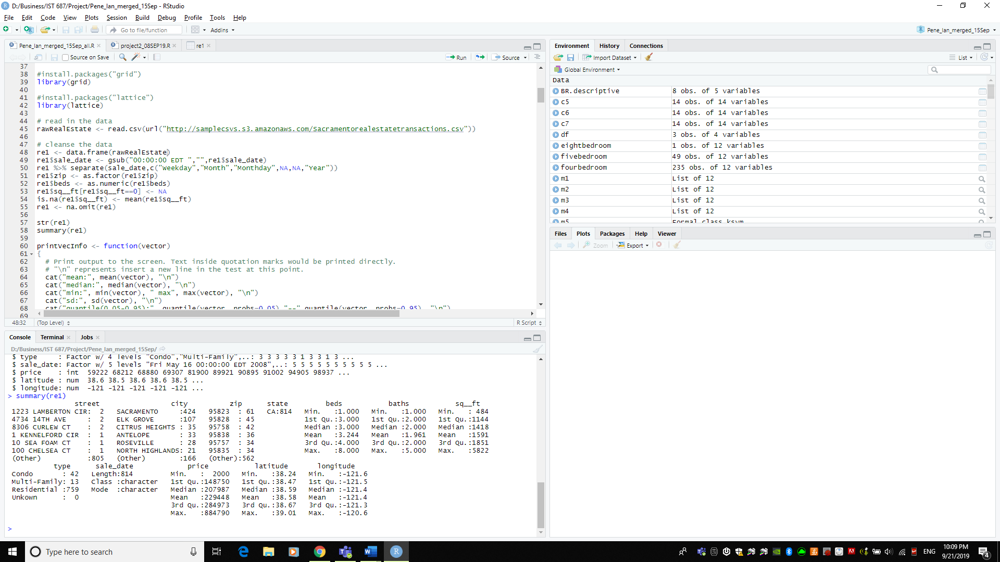 D:/Business/IST 687/Project/Pene_Ian_merged_15Sep - RStudio
File Edit Code View Plots Session Build Debug Profile Tools Help
Go to file/function Addins Pene_Ian_merged_15Sep
Pene_Ian_merged_15Sep_all.R project2_08SEP19.R re1
Source on Save Run Source
37
38 #install.packages("grid")
39 library(grid)
40
41 #install.packages("lattice")
42 library(lattice)
43
44 # read in the data
45 rawRealEstate <- read.csv(url("http://samplecsvs.s3.amazonaws.com/Sacramentorealestatetransactions.csv"))
46
47 # cleanse the data
48 re1 <- data.frame(rawRealEstate)
49 re1$sale_date <- gsub("00:00:00 EDT ","",re1$sale_date)
50 re1 %>% separate(sale_date,c("Weekday","Month","Monthday",NA,NA,"Year"))
51 re1$zip <- as.factor(re1$zip)
52 re1$beds <- as.numeric(re1$beds)
53 re1$sq__ft[re1$sq__ft==0] <- NA
54 is.na(re1$sq__ft) <- mean(re1$sq__ft)
55 re1 <- na.omit(re1)
56
57 str(re1)
58 summary(re1)
59
60 printVecInfo <- function(vector)
61 {
62 # Print output to the screen. Text inside quotation marks would be printed directly.
63 # "\n" represents insert a new line in the test at this point.
64 cat("mean:", mean(vector), "\n")
65 cat("median:", median(vector), "\n")
66 cat("min:", min(vector), " max", max(vector), "\n")
67 cat("sd:", sd(vector), "\n")
68 cat("quantile(0.05-0.95):", quantile(vector, probs=0.05),"--",quantile(vector, probs=0.95), "\n")
69
48:32 (Top Level) R Script
Console Terminal Jobs
D:/Business/IST 687/Project/Pene_Ian_merged_15Sep/
$ type : Factor w/ 4 levels "Condo","Multi-Family",..: 3 3 3 3 3 1 3 3 1 3 ...
$ sale_date: Factor w/ 5 levels "Fri May 16 00:00:00 EDT 2008",..: 5 5 5 5 5 5 5 5 5 5 ...
$ price : int 59222 68212 68880 69307 81900 89921 90895 91002 94905 98937 ...
$ latitude : num 38.6 38.5 38.6 38.6 38.5 ...
$ longitude: num -121 -121 -121 -121 -121 ...
> summary(re1)
street city zip state beds baths sq__ft
1223 LAMBERTON CIR: 2 SACRAMENTO :424 95823 : 61 CA:814 Min. :1.000 Min. :1.000 Min. : 484
4734 14TH AVE : 2 ELK GROVE :107 95828 : 45 1st Qu.:3.000 1st Qu.:2.000 1st Qu.:1144
8306 CURLEW CT : 2 CITRUS HEIGHTS : 35 95758 : 42 Median :3.000 Median :2.000 Median :1418
1 KENNELFORD CIR : 1 ANTELOPE : 33 95838 : 36 Mean :3.244 Mean :1.961 Mean :1591
10 SEA FOAM CT : 1 ROSEVILLE : 28 95757 : 34 3rd Qu.:4.000 3rd Qu.:2.000 3rd Qu.:1851
100 CHELSEA CT : 1 NORTH HIGHLANDS: 21 95835 : 34 Max. :8.000 Max. :5.000 Max. :5822
(Other) :805 (Other) :166 (Other):562
type sale_date price latitude longitude
Condo : 42 Length:814 Min. : 2000 Min. :38.24 Min. :-121.6
Multi-Family: 13 Class :character 1st Qu.:148750 1st Qu.:38.47 1st Qu.:-121.5
Residential :759 Mode :character Median :207987 Median :38.59 Median :-121.4
Unkown : 0 Mean :229448 Mean :38.58 Mean :-121.4
3rd Qu.:284973 3rd Qu.:38.67 3rd Qu.:-121.3
Max. :884790 Max. :39.01 Max. :-120.6
>
Environment History Connections
Import Dataset List
Global Environment
Data
BR.descriptive 8 obs. of 5 variables
c5 14 obs. of 14 variables
c6 14 obs. of 14 variables
c7 14 obs. of 14 variables
df 3 obs. of 4 variables
eightbedroom 1 obs. of 12 variables
fivebedroom 49 obs. of 12 variables
fourbedroom 235 obs. of 12 variables
m1 List of 12
m2 List of 12
m3 List of 12
m4 List of 12
m5 Formal class ksvm
Files Plots Packages Help Viewer
Zoom Export
Type here to search
ENG
10:09 PM
9/21/2019
4